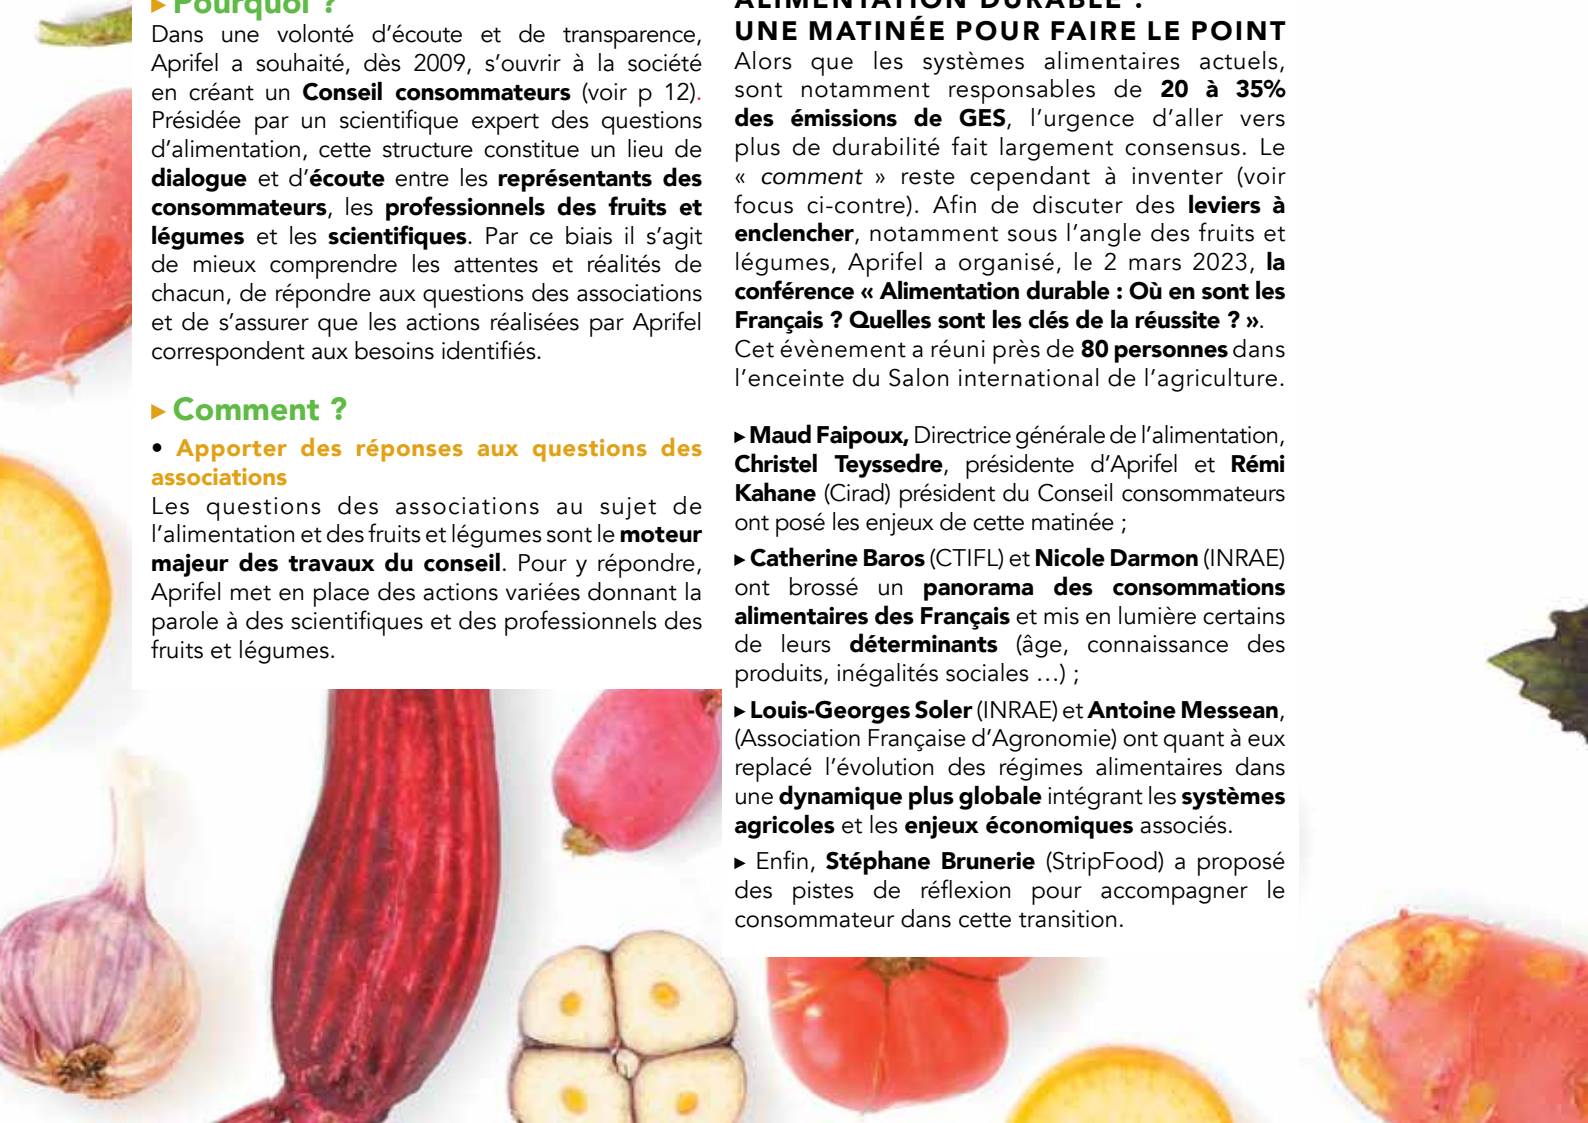 ▸ Pourquoi ?
Dans une volonté d’écoute et de transparence,
Aprifel a souhaité, dès 2009, s’ouvrir à la société
en créant un Conseil consommateurs (voir p 12).
Présidée par un scientifique expert des questions
d’alimentation, cette structure constitue un lieu de
dialogue et d’écoute entre les représentants des
consommateurs, les professionnels des fruits et
légumes et les scientifiques. Par ce biais il s’agit
de mieux comprendre les attentes et réalités de
chacun, de répondre aux questions des associations
et de s’assurer que les actions réalisées par Aprifel
correspondent aux besoins identifiés.
▸ Comment ?
• Apporter des réponses aux questions des
associations
Les questions des associations au sujet de
l’alimentation et des fruits et légumes sont le moteur
majeur des travaux du conseil. Pour y répondre,
Aprifel met en place des actions variées donnant la
parole à des scientifiques et des professionnels des
fruits et légumes.
ALIMENTATION DURABLE :
UNE MATINÉE POUR FAIRE LE POINT
Alors que les systèmes alimentaires actuels,
sont notamment responsables de 20 à 35%
des émissions de GES, l’urgence d’aller vers
plus de durabilité fait largement consensus. Le
« comment » reste cependant à inventer (voir
focus ci-contre). Afin de discuter des leviers à
enclencher, notamment sous l’angle des fruits et
légumes, Aprifel a organisé, le 2 mars 2023, la
conférence « Alimentation durable : Où en sont les
Français ? Quelles sont les clés de la réussite ? ».
Cet évènement a réuni près de 80 personnes dans
l’enceinte du Salon international de l’agriculture.
▸ Maud Faipoux, Directrice générale de l’alimentation,
Christel Teyssedre, présidente d’Aprifel et Rémi
Kahane (Cirad) président du Conseil consommateurs
ont posé les enjeux de cette matinée ;
▸ Catherine Baros (CTIFL) et Nicole Darmon (INRAE)
ont brossé un panorama des consommations
alimentaires des Français et mis en lumière certains
de leurs déterminants (âge, connaissance des
produits, inégalités sociales …) ;
▸ Louis-Georges Soler (INRAE) et Antoine Messean,
(Association Française d’Agronomie) ont quant à eux
replacé l’évolution des régimes alimentaires dans
une dynamique plus globale intégrant les systèmes
agricoles et les enjeux économiques associés.
▸ Enfin, Stéphane Brunerie (StripFood) a proposé
des pistes de réflexion pour accompagner le
consommateur dans cette transition.